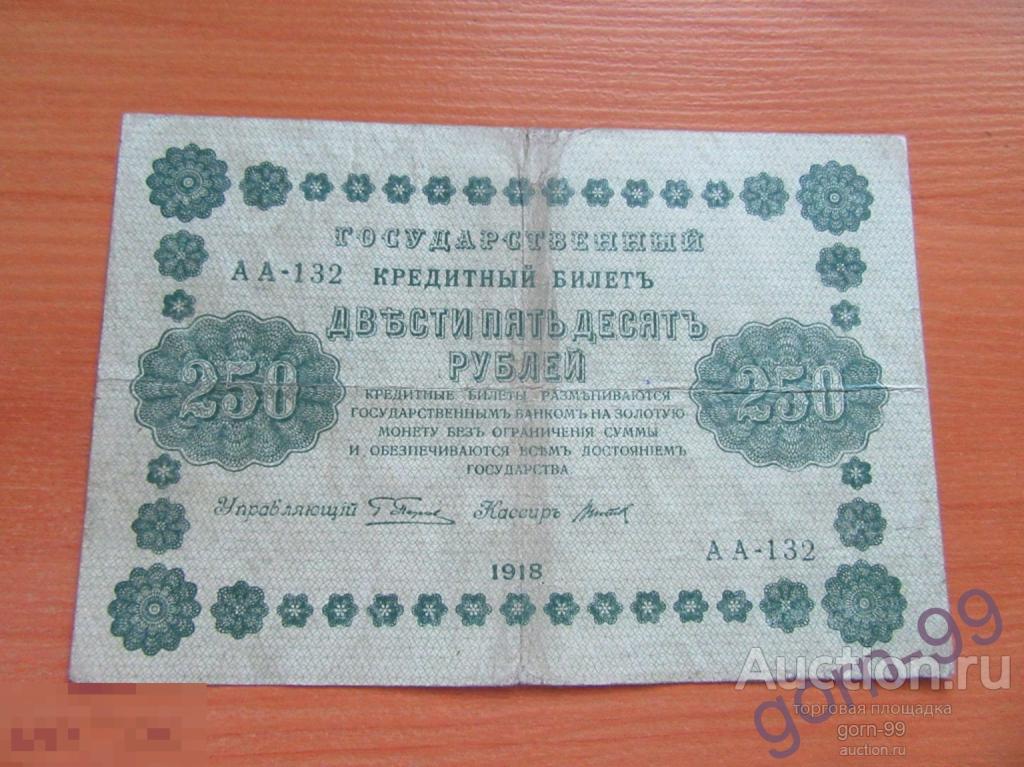 ГОСУДАРСТВЕННЫЙ
АА-132 КРЕДИТНЫЙ БИЛЕТЪ
ДВѢСТИ ПЯТЬДЕСЯТЪ
РУБЛЕЙ
250
250
КРЕДИТНЫЕ БИЛЕТЫ РАЗМѢНИВАЮТСЯ
ГОСУДАРСТВЕННЫМЪ БАНКОМЪ НА ЗОЛОТУЮ
МОНЕТУ БЕЗЪ ОГРАНИЧЕНІЯ СУММЫ
И ОБЕЗПЕЧИВАЮТСЯ ВСѢМЪ ДОСТОЯНІЕМЪ
ГОСУДАРСТВА.
Управляющій Кассиръ
АА-132
1918
gorn-99
Auction.ru
торговая площадка
gorn-99
auction.ru